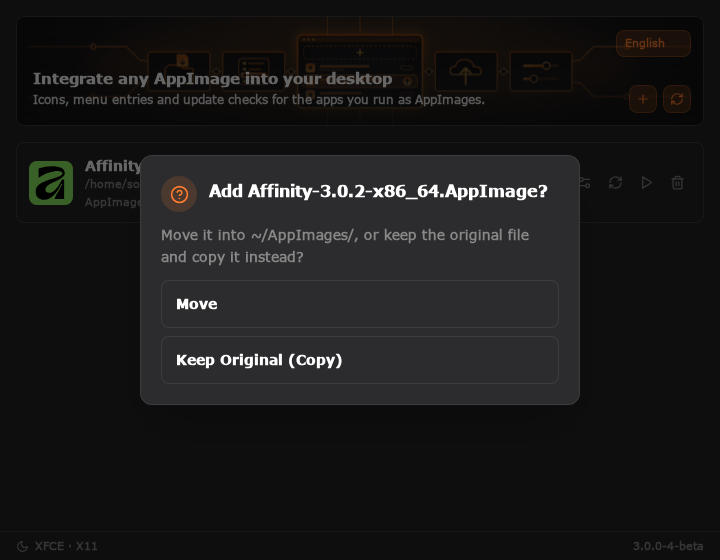 English
Integrate any AppImage into your desktop
Icons, menu entries and update checks for the apps you run as AppImages.
Affinity
/home/so
AppImage
Add Affinity-3.0.2-x86_64.AppImage?
Move it into ~/AppImages/, or keep the original file
and copy it instead?
Move
Keep Original (Copy)
XFCE · X11
3.0.0-4-beta